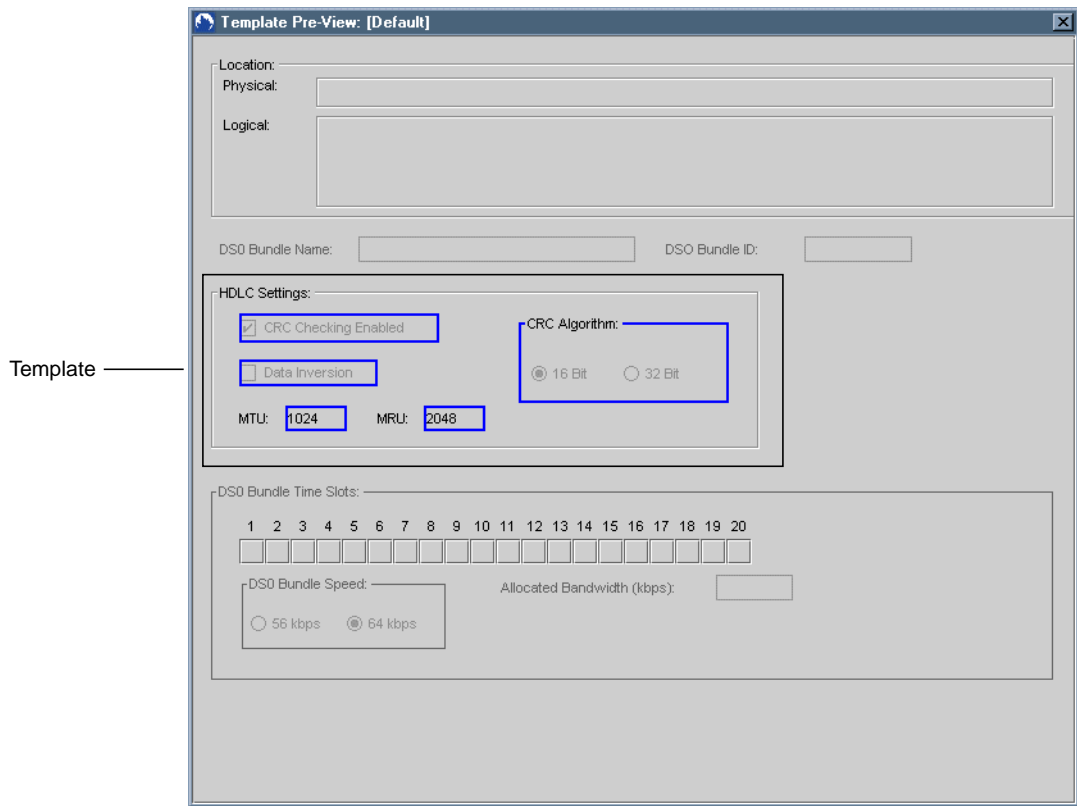 Template Pre-View: [Default]
Location:
Physical:
Logical:
DS0 Bundle Name:
DSO Bundle ID:
HDLC Settings:
CRC Checking Enabled
CRC Algorithm:
Template
Data Inversion
16 Bit
32 Bit
MTU: 1024
MRU: 2048
DS0 Bundle Time Slots:
1 2 3 4 5 6 7 8 9 10 11 12 13 14 15 16 17 18 19 20
DS0 Bundle Speed:
Allocated Bandwidth (kbps):
56 kbps
64 kbps